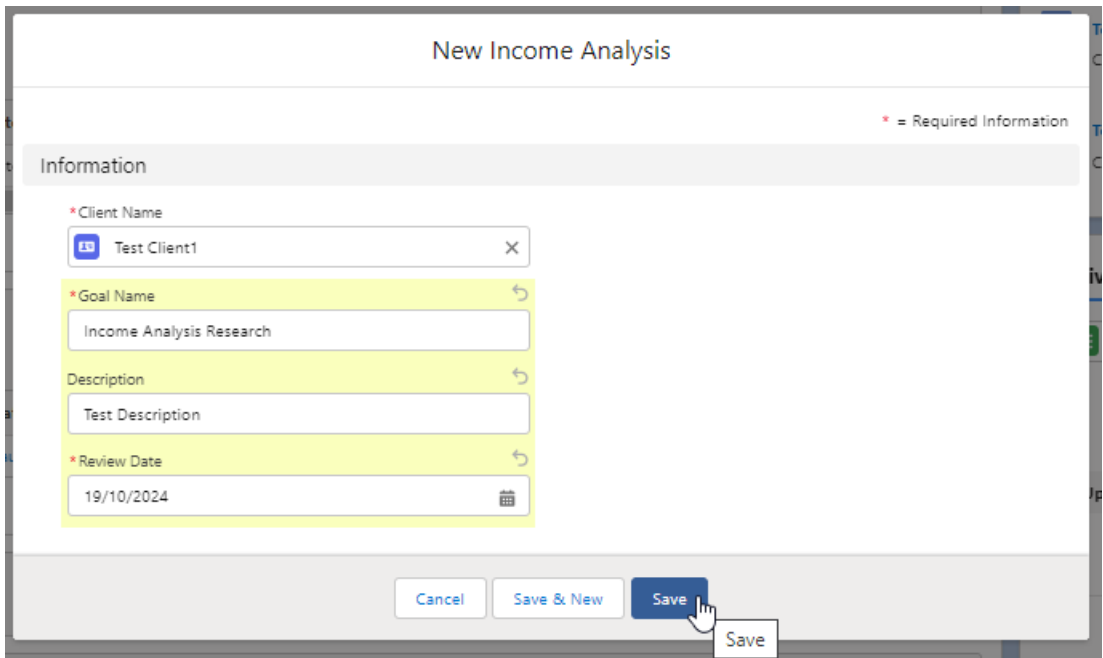 New Income Analysis
* = Required Information
Information
*Client Name
Test Client1
*Goal Name
Income Analysis Research
Description
Test Description
*Review Date
19/10/2024
Cancel
Save & New
Save
Save